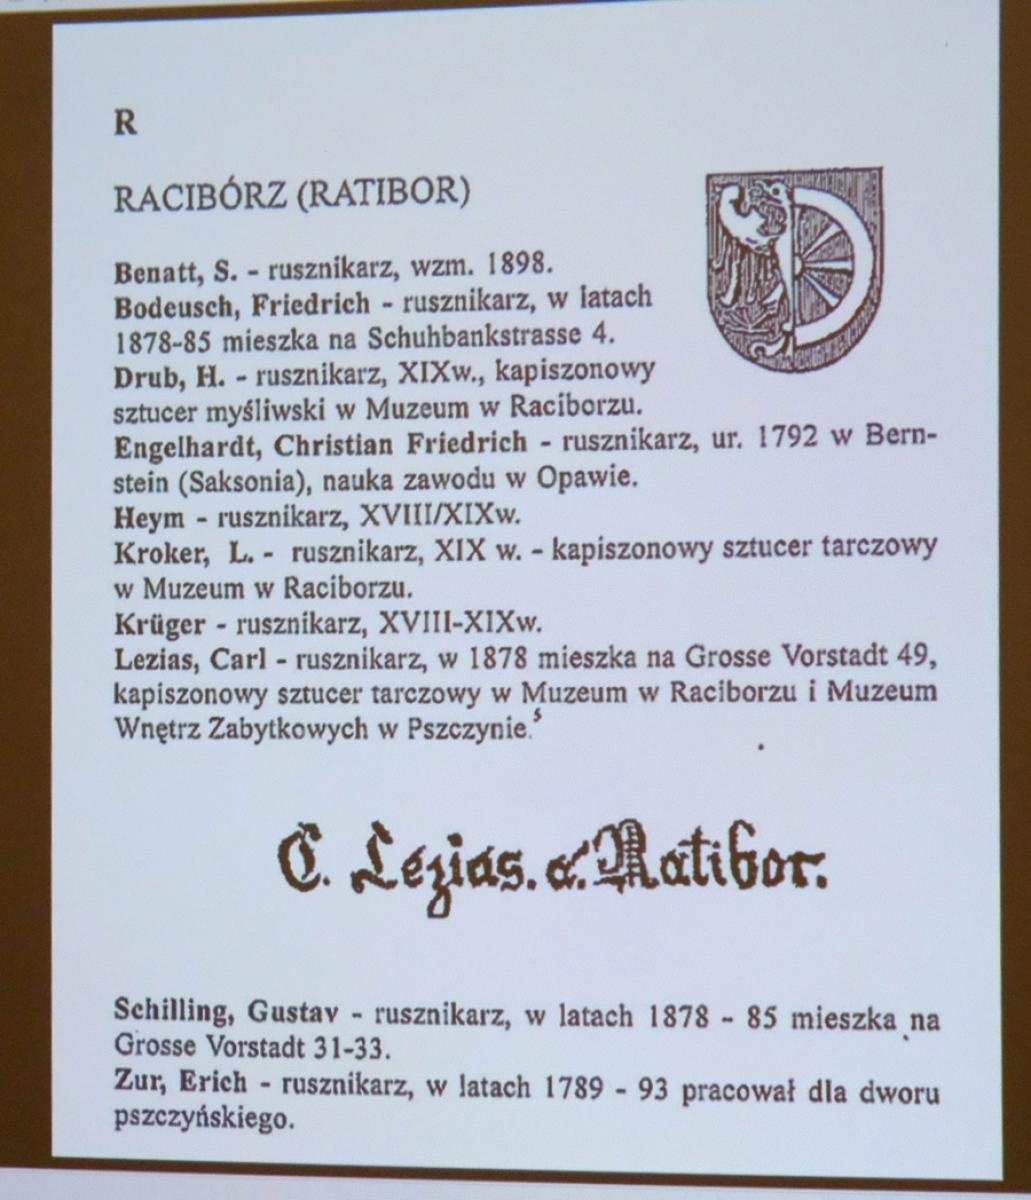 R
RACIBÓRZ (RATIBOR)
Benatt, S. - rusznikarz, wzm. 1898.
Bodeusch, Friedrich - rusznikarz, w latach
1878-85 mieszka na Schuhbankstrasse 4.
Drub, H. - rusznikarz, XIXw., kapiszonowy
sztucer myśliwski w Muzeum w Raciborzu.
Engelhardt, Christian Friedrich - rusznikarz, ur. 1792 w Bern-
stein (Saksonia), nauka zawodu w Opawie.
Heym - rusznikarz, XVIII/XIXw.
Kroker, L. - rusznikarz, XIX w. - kapiszonowy sztucer tarczowy
w Muzeum w Raciborzu.
Krüger - rusznikarz, XVIII-XIXw.
Lezias, Carl - rusznikarz, w 1878 mieszka na Grosse Vorstadt 49,
kapiszonowy sztucer tarczowy w Muzeum w Raciborzu i Muzeum
Wnętrz Zabytkowych w Pszczynie.⁵
C. Lezias. a. Ratibor.
Schilling, Gustav - rusznikarz, w latach 1878 - 85 mieszka na
Grosse Vorstadt 31-33.
Zur, Erich - rusznikarz, w latach 1789 - 93 pracował dla dworu
pszczyńskiego.